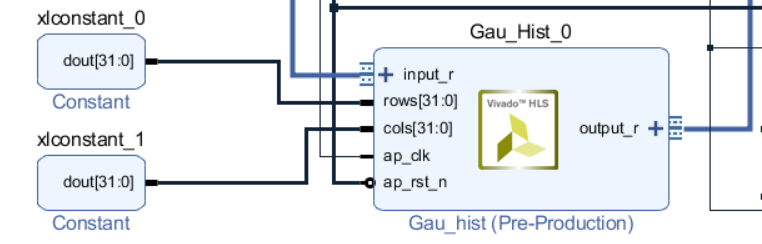 xlconstant_0
dout[31:0]
Constant
xlconstant_1
dout[31:0]
Constant
Gau_Hist_0
input_r
rows[31:0]
cols[31:0]
ap_clk
ap_rst_n
Vivado™ HLS
output_r
Gau_hist (Pre-Production)